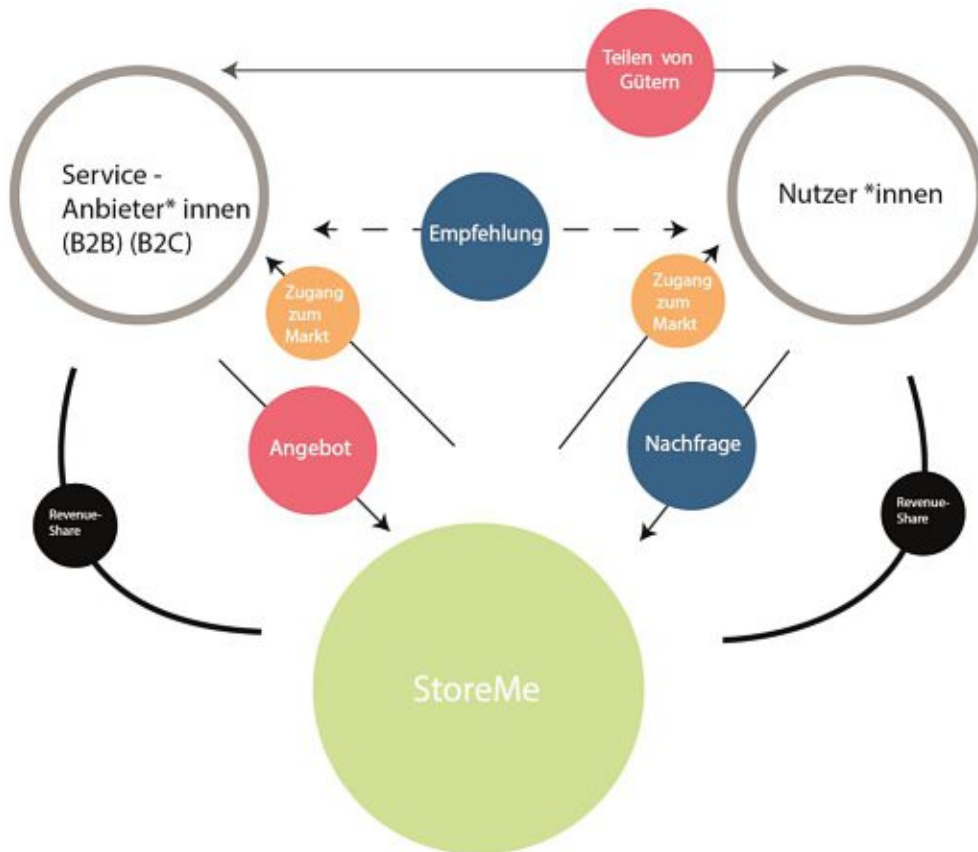 Teilen von
Gütern
Service -
Anbieter* innen
(B2B) (B2C)
Nutzer *innen
Empfehlung
Zugang
zum
Markt
Zugang
zum
Markt
Angebot
Nachfrage
Revenue-
Share
Revenue-
Share
StoreMe